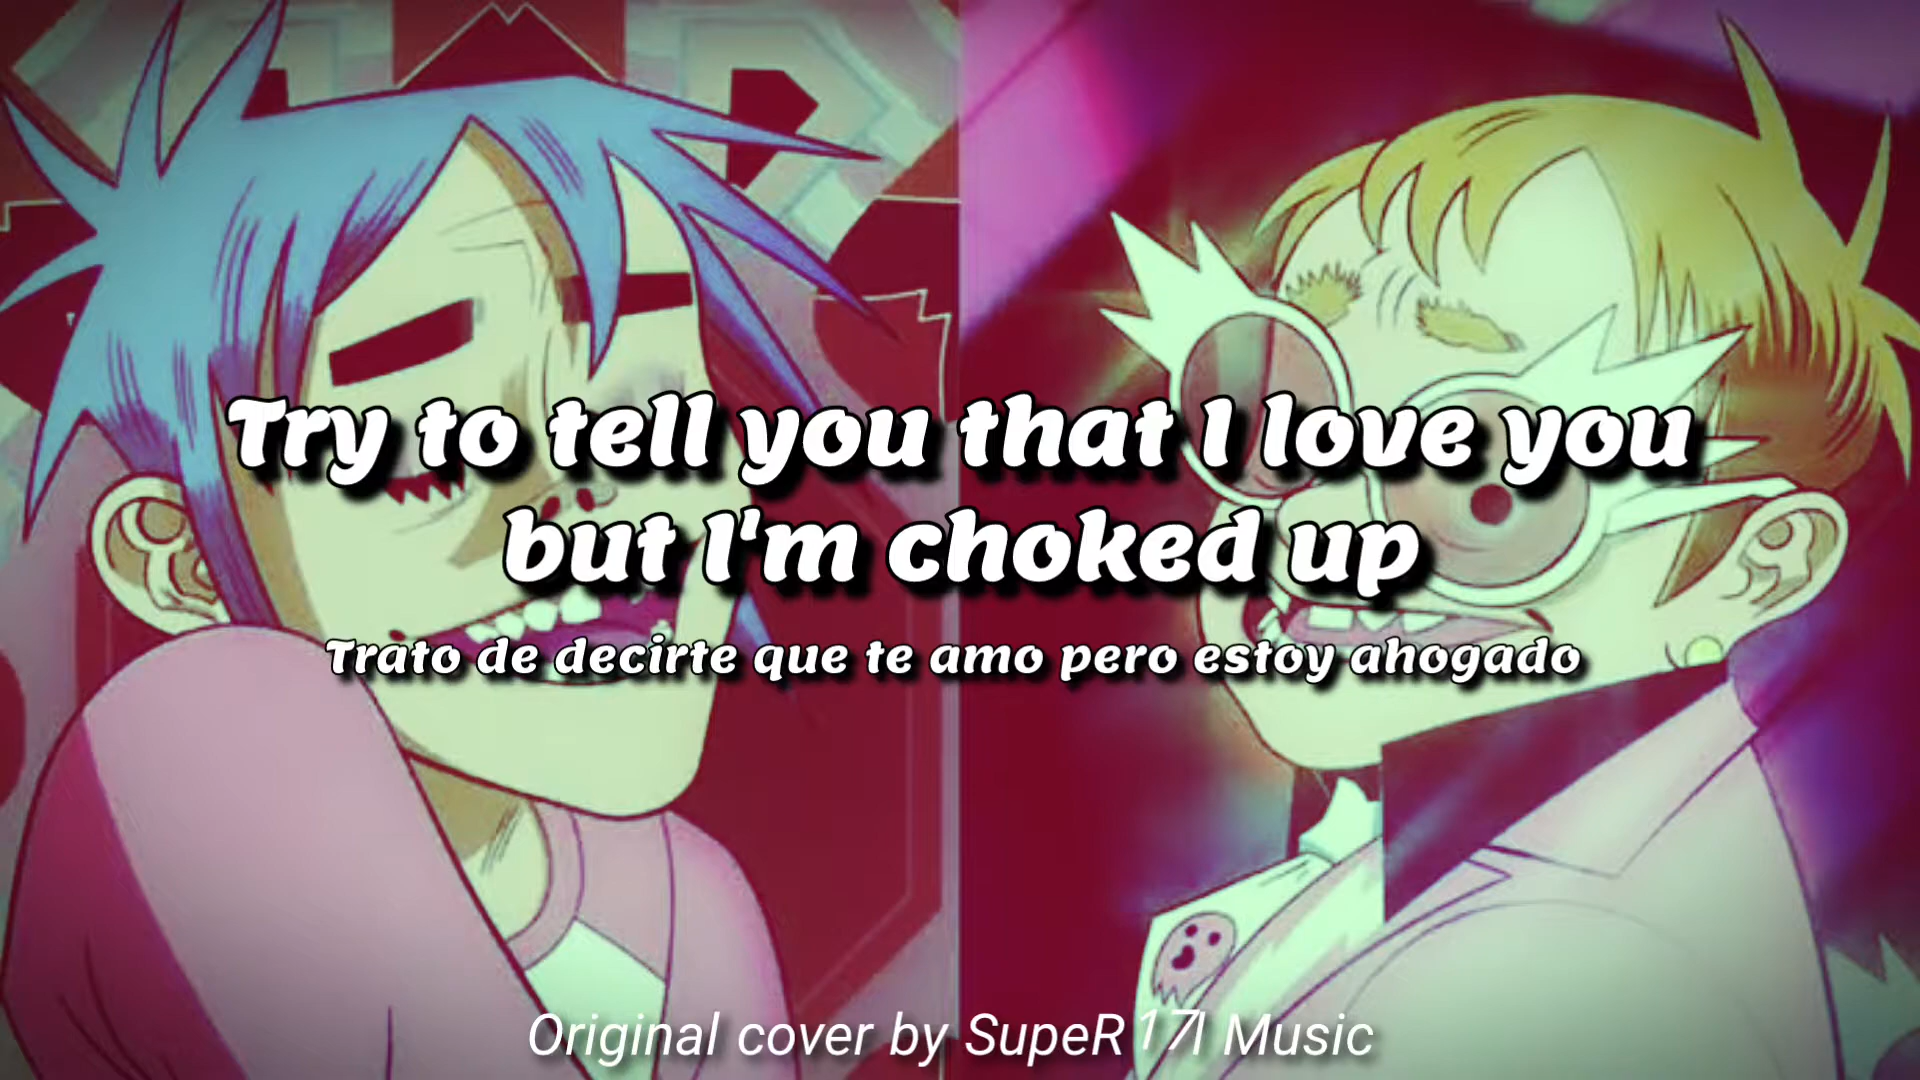 Try to tell you that I love you
but I'm choked up
Trato de decirte que te amo pero estoy ahogado
Original cover by SupeR17l Music